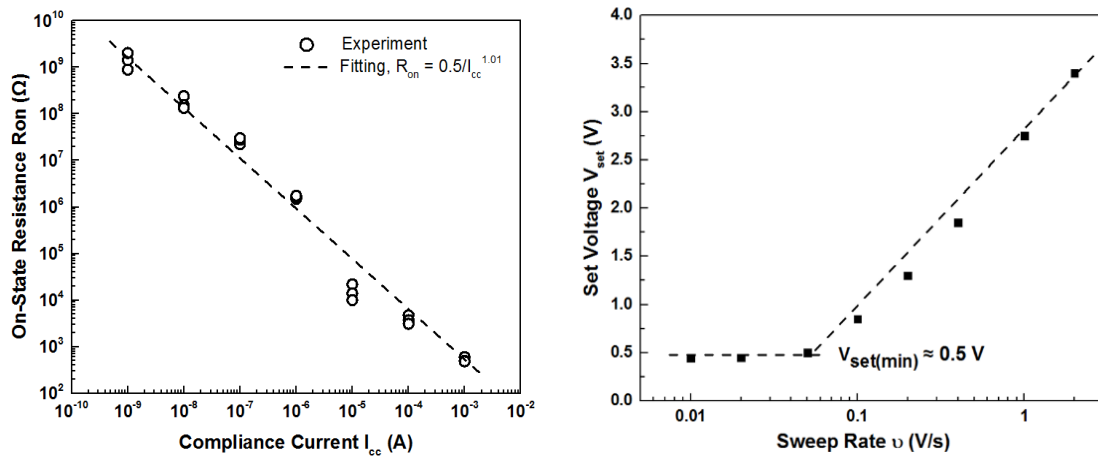 10^10
10^9
10^8
10^7
10^6
10^5
10^4
10^3
10^2
On-State Resistance Ron (Ω)
Experiment
Fitting, R_on = 0.5/I_cc^1.01
10^-10 10^-9 10^-8 10^-7 10^-6 10^-5 10^-4 10^-3 10^-2
Compliance Current I_cc (A)
4.0
3.5
3.0
2.5
2.0
1.5
1.0
0.5
0.0
Set Voltage V_set (V)
V_set(min) ≈ 0.5 V
0.01 0.1 1
Sweep Rate υ (V/s)